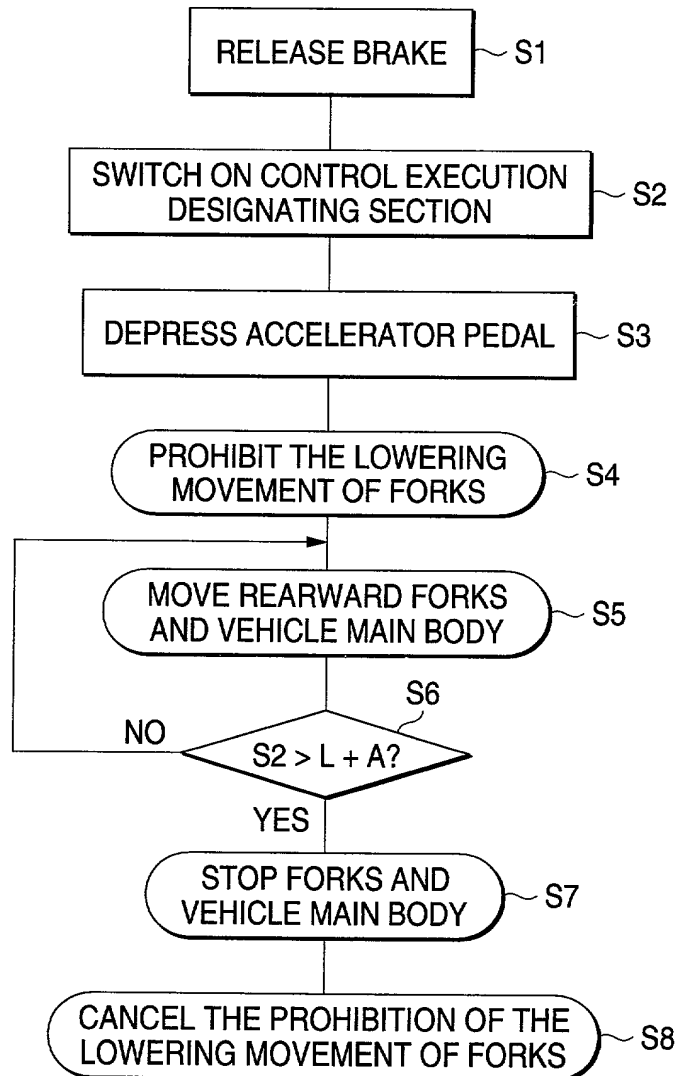 RELEASE BRAKE
S1
SWITCH ON CONTROL EXECUTION
DESIGNATING SECTION
S2
DEPRESS ACCELERATOR PEDAL
S3
PROHIBIT THE LOWERING
MOVEMENT OF FORKS
S4
MOVE REARWARD FORKS
AND VEHICLE MAIN BODY
S5
S6
NO
S2 > L + A?
YES
STOP FORKS AND
VEHICLE MAIN BODY
S7
CANCEL THE PROHIBITION OF THE
LOWERING MOVEMENT OF FORKS
S8